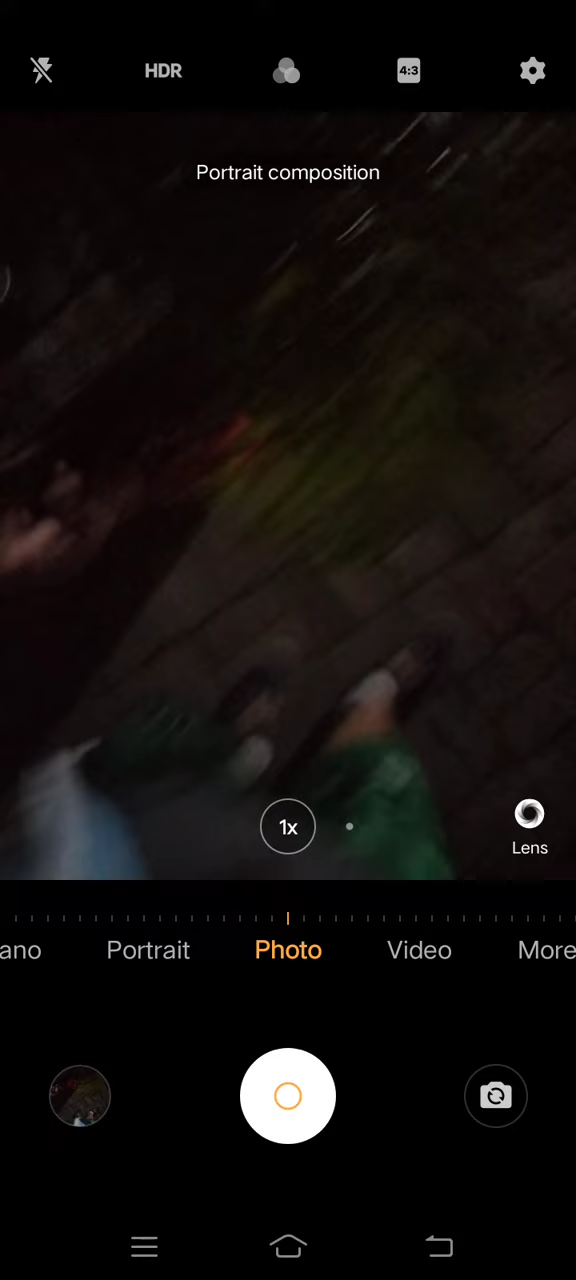 HDR
4:3
Portrait composition
1x
Lens
ano
Portrait
Photo
Video
More